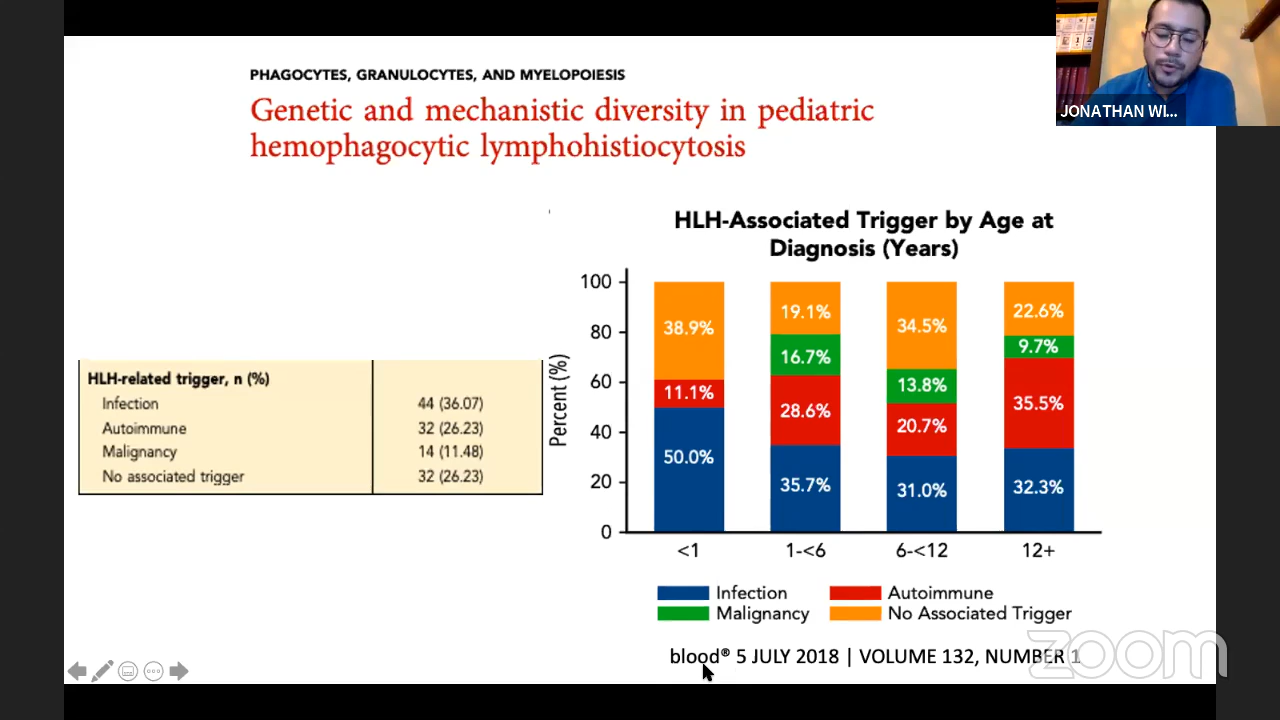 PHAGOCYTES, GRANULOCYTES, AND MYELOPOIESIS
Genetic and mechanistic diversity in pediatric
hemophagocytic lymphohistiocytosis
JONATHAN WI...
HLH-related trigger, n (%)
Infection 44 (36.07)
Autoimmune 32 (26.23)
Malignancy 14 (11.48)
No associated trigger 32 (26.23)
HLH-Associated Trigger by Age at
Diagnosis (Years)
Percent (%)
100
80
60
40
20
0
38.9%
11.1%
50.0%
19.1%
16.7%
28.6%
35.7%
34.5%
13.8%
20.7%
31.0%
22.6%
9.7%
35.5%
32.3%
<1 1-<6 6-<12 12+
Infection Autoimmune
Malignancy No Associated Trigger
blood® 5 JULY 2018 | VOLUME 132, NUMBER 1
zoom